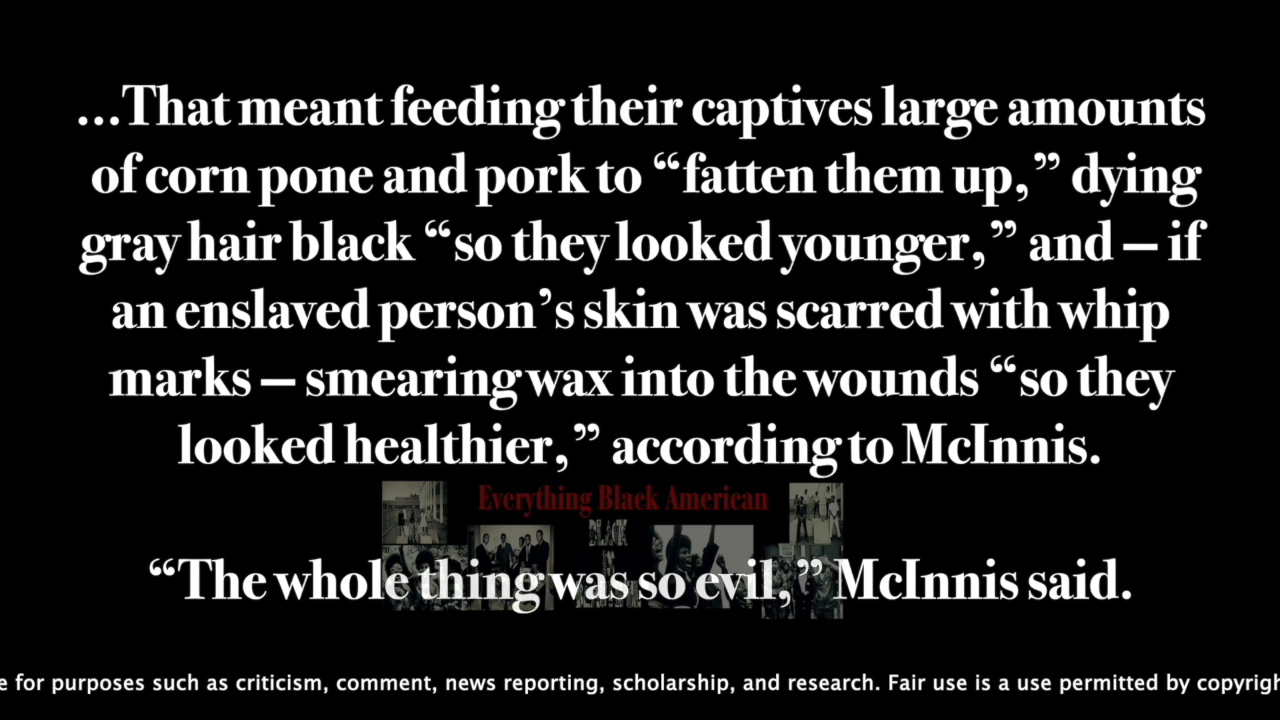 ...That meant feeding their captives large amounts
of corn pone and pork to “fatten them up,” dying
gray hair black “so they looked younger,” and — if
an enslaved person’s skin was scarred with whip
marks — smearing wax into the wounds “so they
looked healthier,” according to McInnis.
Everything Black American
BLACK
“The whole thing was so evil,” McInnis said.
e for purposes such as criticism, comment, news reporting, scholarship, and research. Fair use is a use permitted by copyrigh